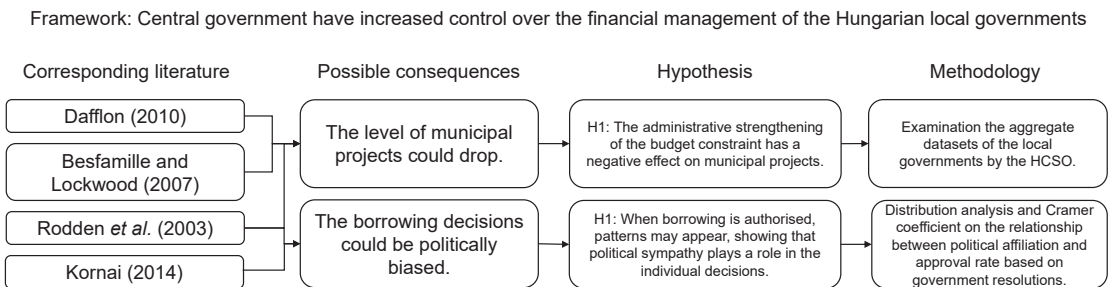 Framework: Central government have increased control over the financial management of the Hungarian local governments
Corresponding literature
Possible consequences
Hypothesis
Methodology
Dafflon (2010)
Besfamille and
Lockwood (2007)
Rodden et al. (2003)
Kornai (2014)
The level of municipal
projects could drop.
The borrowing decisions
could be politically
biased.
H1: The administrative strengthening
of the budget constraint has a
negative effect on municipal projects.
H1: When borrowing is authorised,
patterns may appear, showing that
political sympathy plays a role in the
individual decisions.
Examination the aggregate
datasets of the local
governments by the HCSO.
Distribution analysis and Cramer
coefficient on the relationship
between political affiliation and
approval rate based on
government resolutions.